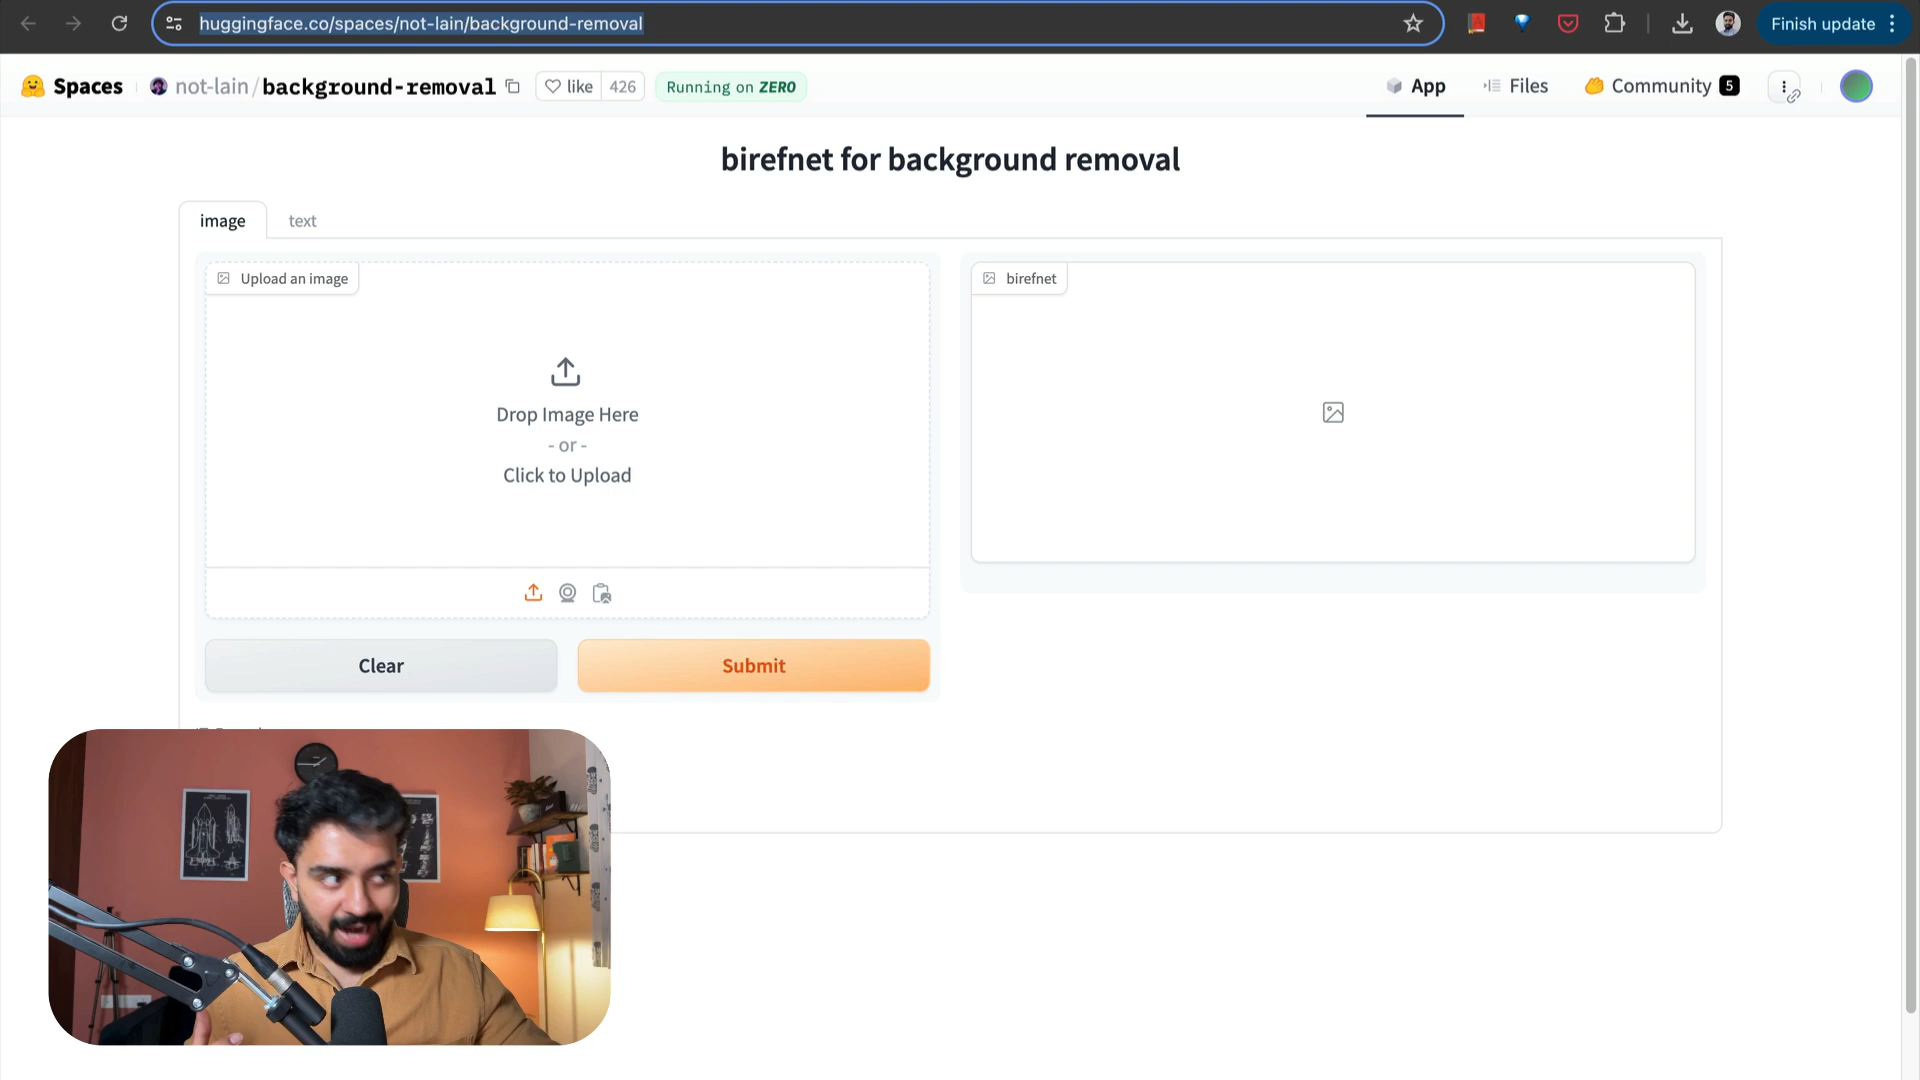 huggingface.co/spaces/not-lain/background-removal
Finish update
Spaces
not-lain/background-removal
like 426
Running on ZERO
App
Files
Community 5
birefnet for background removal
image
text
Upload an image
birefnet
Drop Image Here
- or -
Click to Upload
Clear
Submit